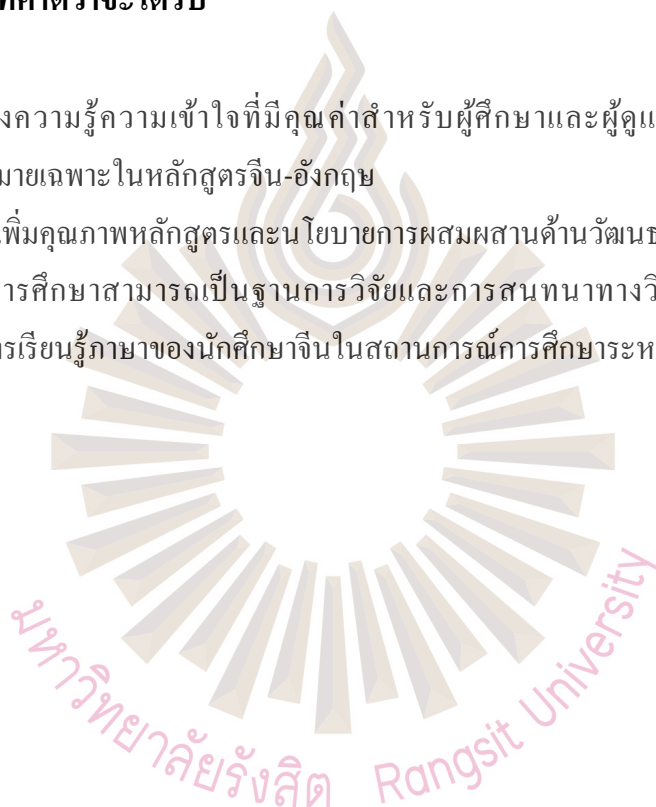 ที่คาดว่าจะได้รับ
งความรู้ความเข้าใจที่มีคุณค่าสำหรับผู้ศึกษาและผู้ดูแ
มายเฉพาะในหลักสูตรจีน-อังกฤษ
เพิ่มคุณภาพหลักสูตรและนโยบายการผสมผสานด้านวัฒนธ
ารศึกษาสามารถเป็นฐานการวิจัยและการสนทนาทางวิ
ารเรียนรู้ภาษาของนักศึกษาจีนในสถานการณ์การศึกษาระห
มหาวิทยาลัยรังสิต Rangsit University